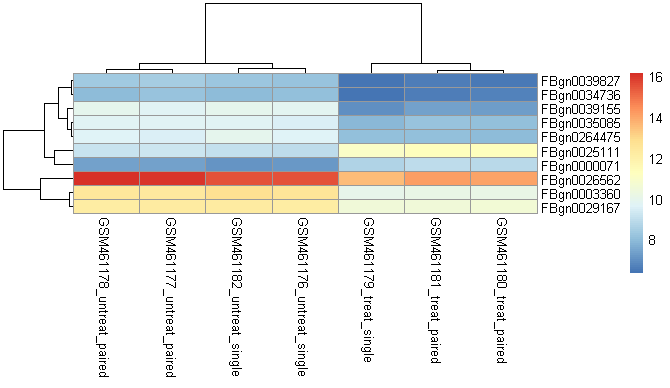 FBgn0039827
FBgn0034736
FBgn0039155
FBgn0035085
FBgn0264475
FBgn0025111
FBgn0000071
FBgn0026562
FBgn0003360
FBgn0029167
16
14
12
10
8
GSM461178_untreat_paired
GSM461177_untreat_paired
GSM461182_untreat_single
GSM461176_untreat_single
GSM461179_treat_single
GSM461181_treat_paired
GSM461180_treat_paired